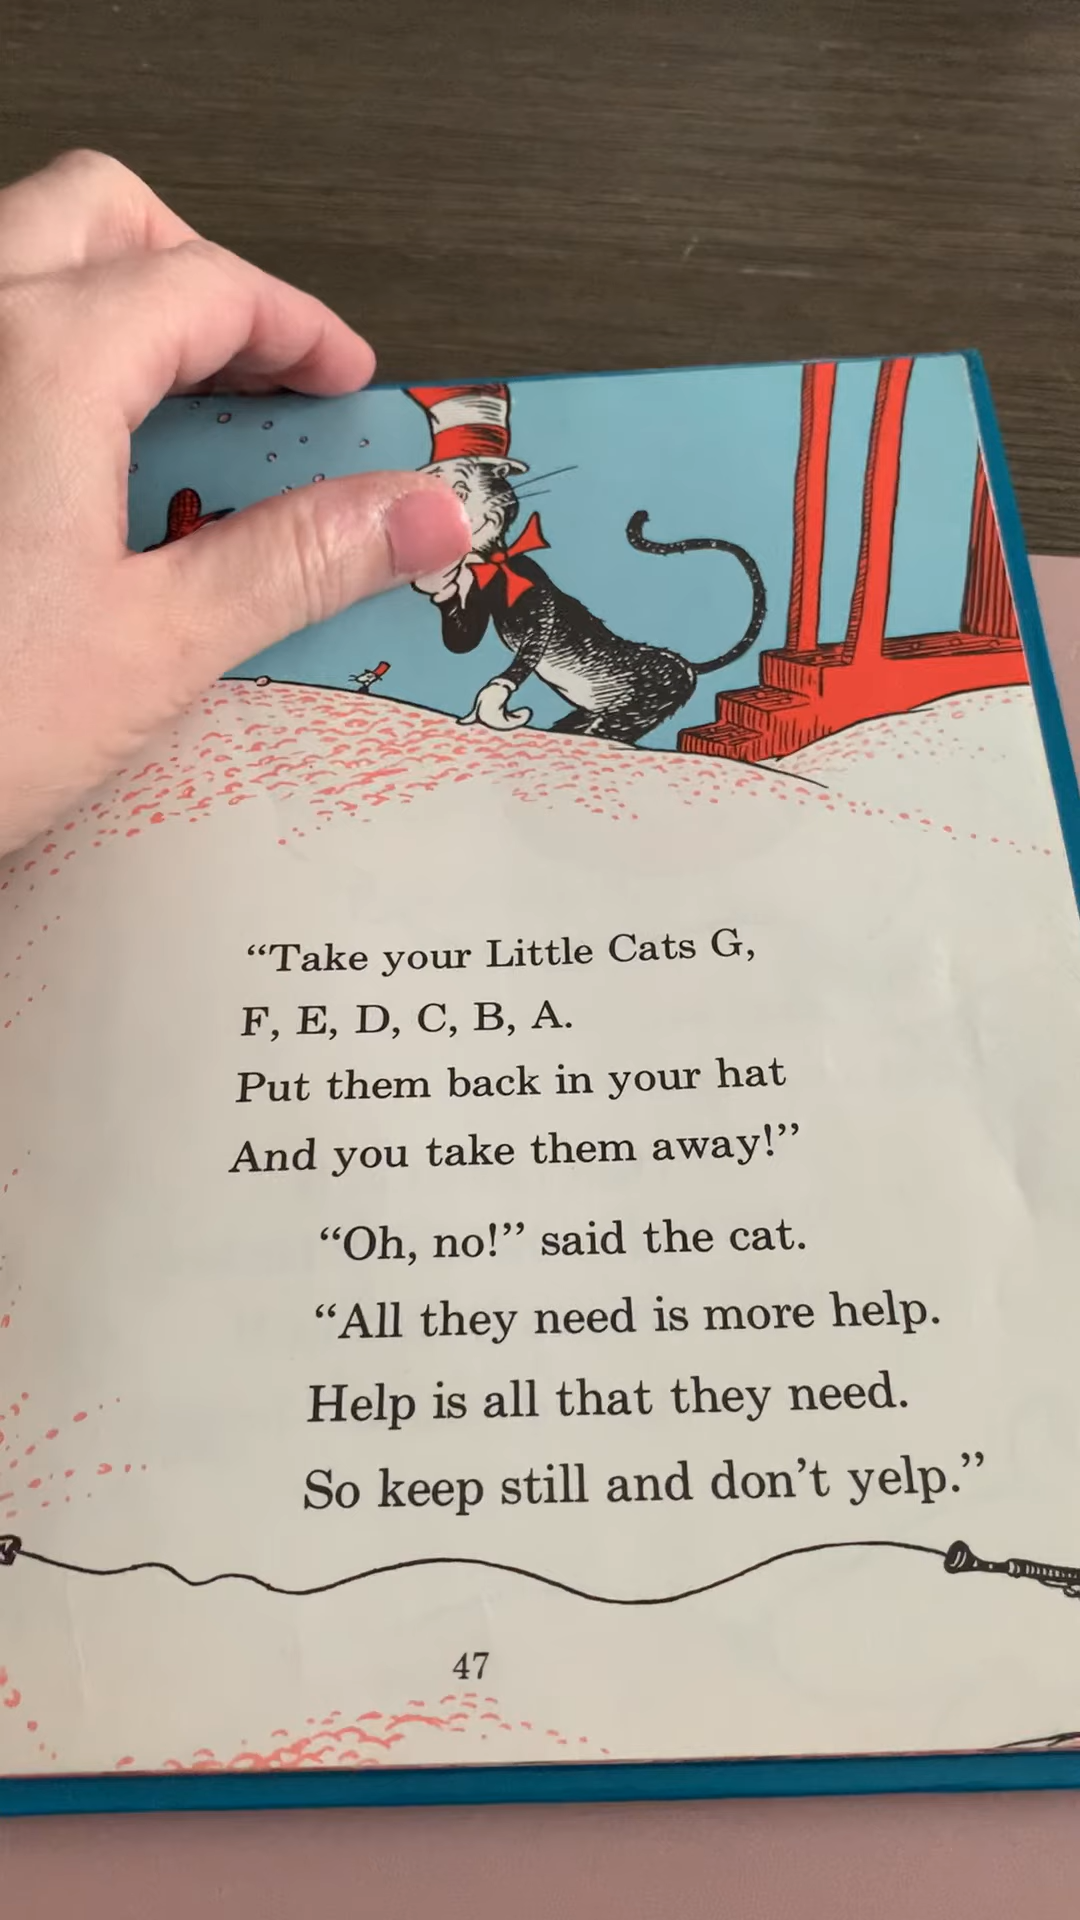 “Take your Little Cats G,
F, E, D, C, B, A.
Put them back in your hat
And you take them away!”
“Oh, no!” said the cat.
“All they need is more help.
Help is all that they need.
So keep still and don’t yelp.”
47